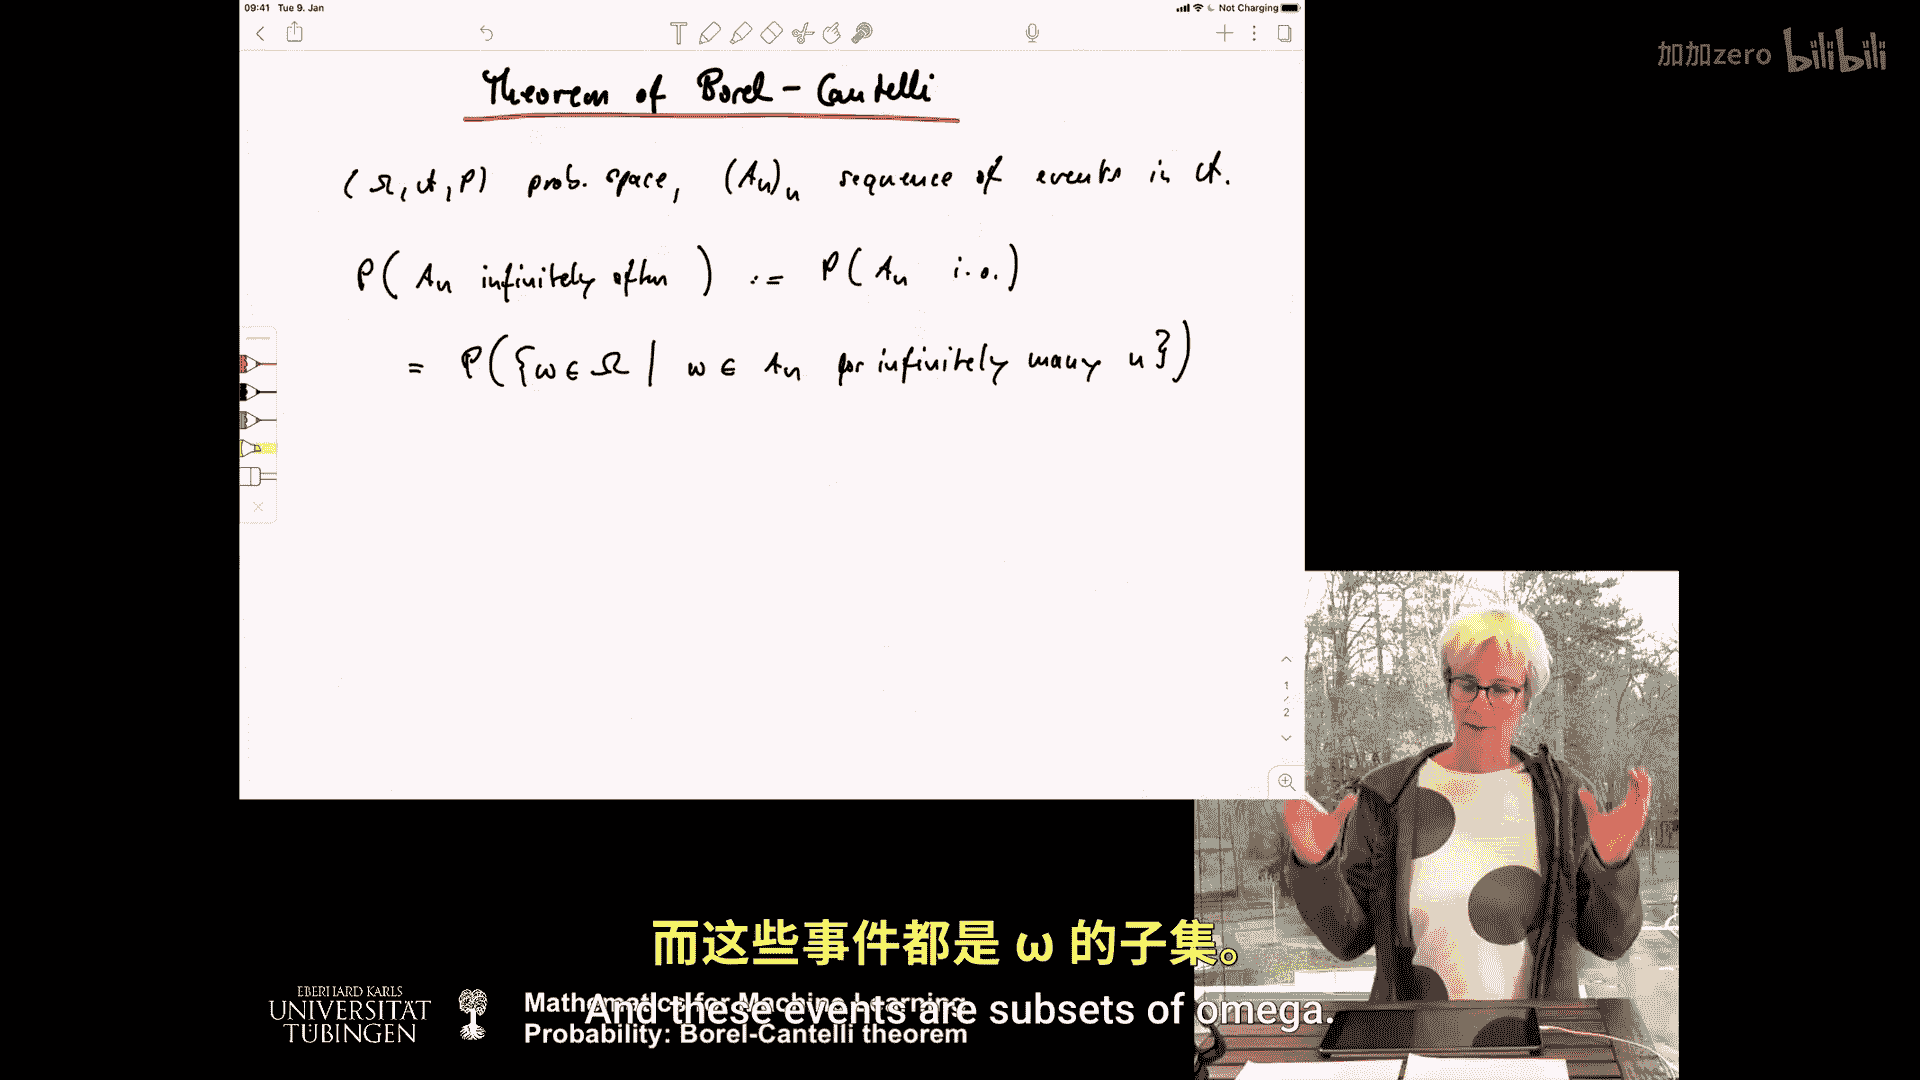 09:41 Tue 9. Jan
Not Charging
加加zero bilibili
Theorem of Borel - Cantelli
(Ω, 𝒜, P) prob. space, (An)n sequence of events in 𝒜.
P( An infinitely often ) := P( An i.o.)
= P({ω ∈ Ω | ω ∈ An for infinitely many n})
1
2
而这些事件都是 ω 的子集。
And these events are subsets of omega.
EBERHARD KARLS
UNIVERSITÄT
TÜBINGEN
Mathematics for Machine Learning
Probability: Borel-Cantelli theorem